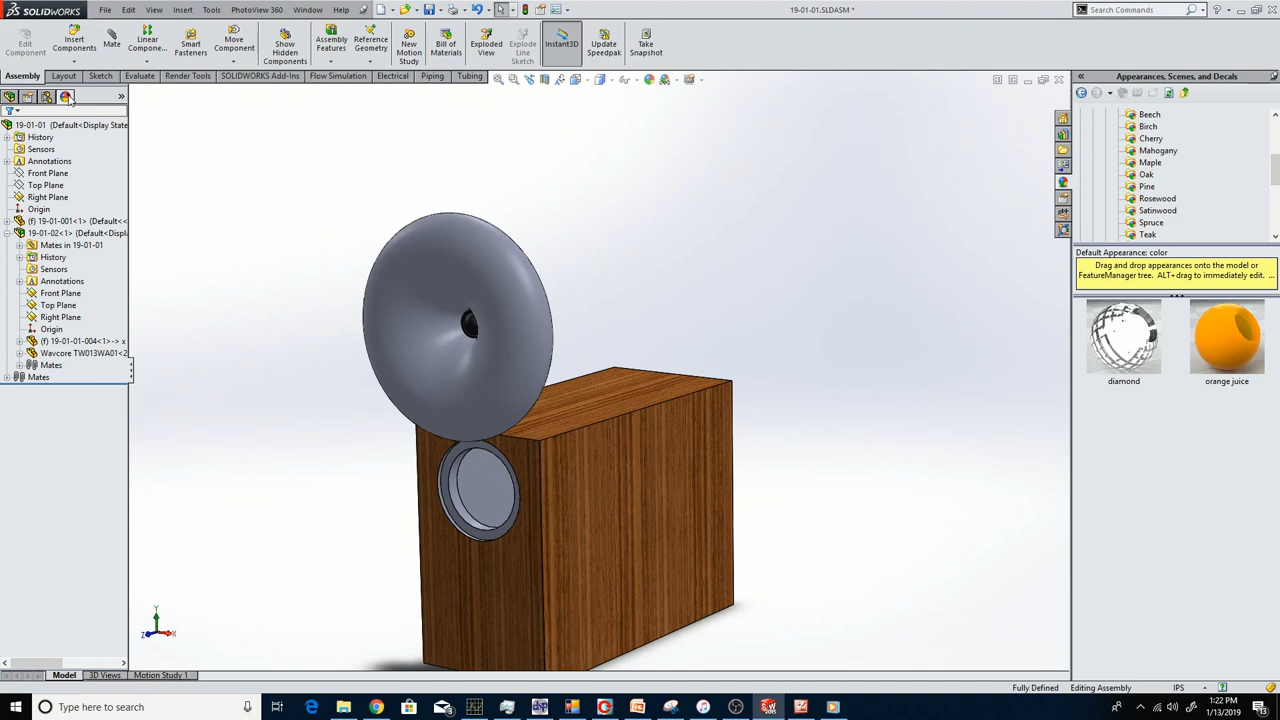 SOLIDWORKS
File Edit View Insert Tools PhotoView 360 Window Help
19-01-01.SLDASM *
Search Commands
Edit Component
Insert Components
Mate
Linear Compone...
Smart Fasteners
Move Component
Show Hidden Components
Assembly Features
Reference Geometry
New Motion Study
Bill of Materials
Exploded View
Explode Line Sketch
Instant3D
Update Speedpak
Take Snapshot
Assembly Layout Sketch Evaluate Render Tools SOLIDWORKS Add-Ins Flow Simulation Electrical Piping Tubing
19-01-01 (Default<Display State
History
Sensors
Annotations
Front Plane
Top Plane
Right Plane
Origin
(f) 19-01-001<1> (Default<<
19-01-02<1> (Default<Displ
Mates in 19-01-01
History
Sensors
Annotations
Front Plane
Top Plane
Right Plane
Origin
(f) 19-01-01-004<1>-> x
Wavcore TW013WA01<2
Mates
Mates
Appearances, Scenes, and Decals
Beech
Birch
Cherry
Mahogany
Maple
Oak
Pine
Rosewood
Satinwood
Spruce
Teak
Default Appearance: color
Drag and drop appearances onto the model or
FeatureManager tree. ALT+drag to immediately edit. ...
diamond
orange juice
Y
Z
X
Model 3D Views Motion Study 1
Fully Defined Editing Assembly IPS
Type here to search
1:22 PM
1/13/2019